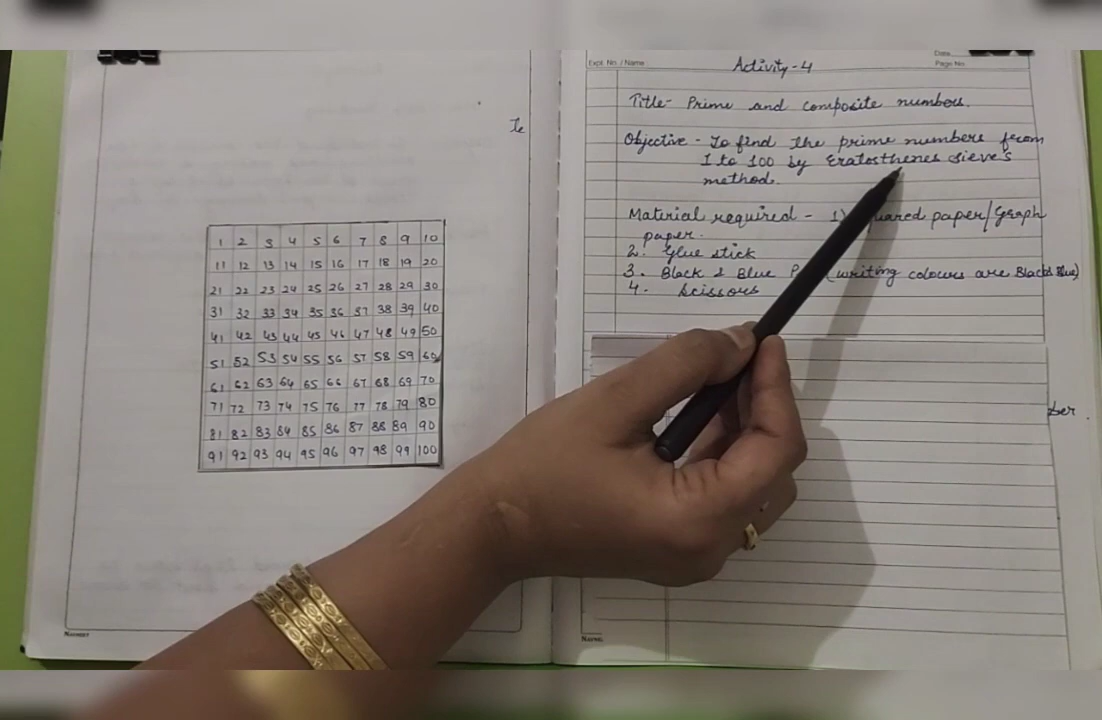 1 2 3 4 5 6 7 8 9 10
11 12 13 14 15 16 17 18 19 20
21 22 23 24 25 26 27 28 29 30
31 32 33 34 35 36 37 38 39 40
41 42 43 44 45 46 47 48 49 50
51 52 53 54 55 56 57 58 59 60
61 62 63 64 65 66 67 68 69 70
71 72 73 74 75 76 77 78 79 80
81 82 83 84 85 86 87 88 89 90
91 92 93 94 95 96 97 98 99 100
Expt. No. / Name :
Date
Page No.
Activity-4
Title- Prime and composite numbers.
Objective - To find the prime numbers from
1 to 100 by Eratosthenes sieve's
method.
Material required - 1) paper/Graph
paper.
2. Glue stick
3. Black & Blue (writing colours are Black & Blue)
4. Scissors